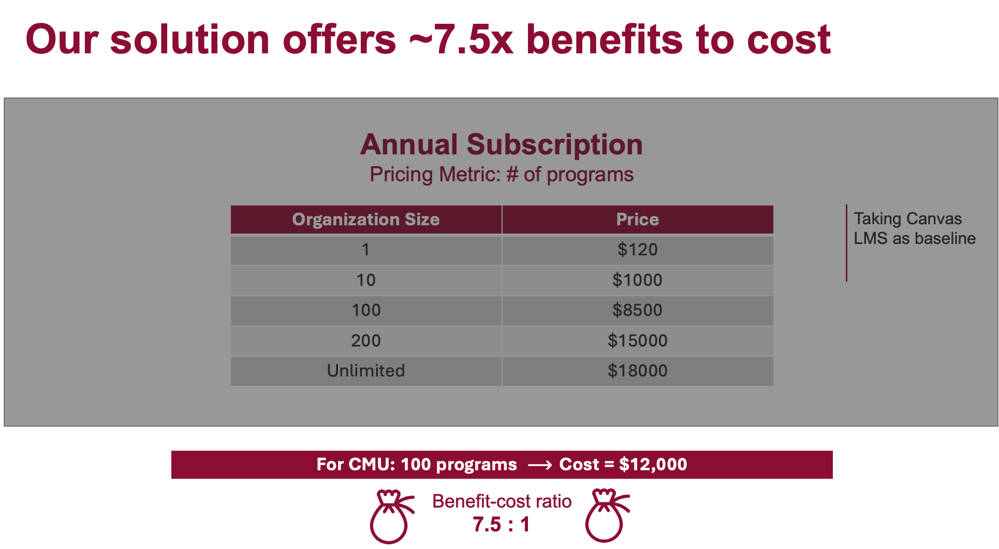 Our solution offers ~7.5x benefits to cost
Annual Subscription
Pricing Metric: # of programs
Organization Size Price
1 $120
10 $1000
100 $8500
200 $15000
Unlimited $18000
Taking Canvas
LMS as baseline
For CMU: 100 programs ⟶ Cost = $12,000
Benefit-cost ratio
7.5 : 1